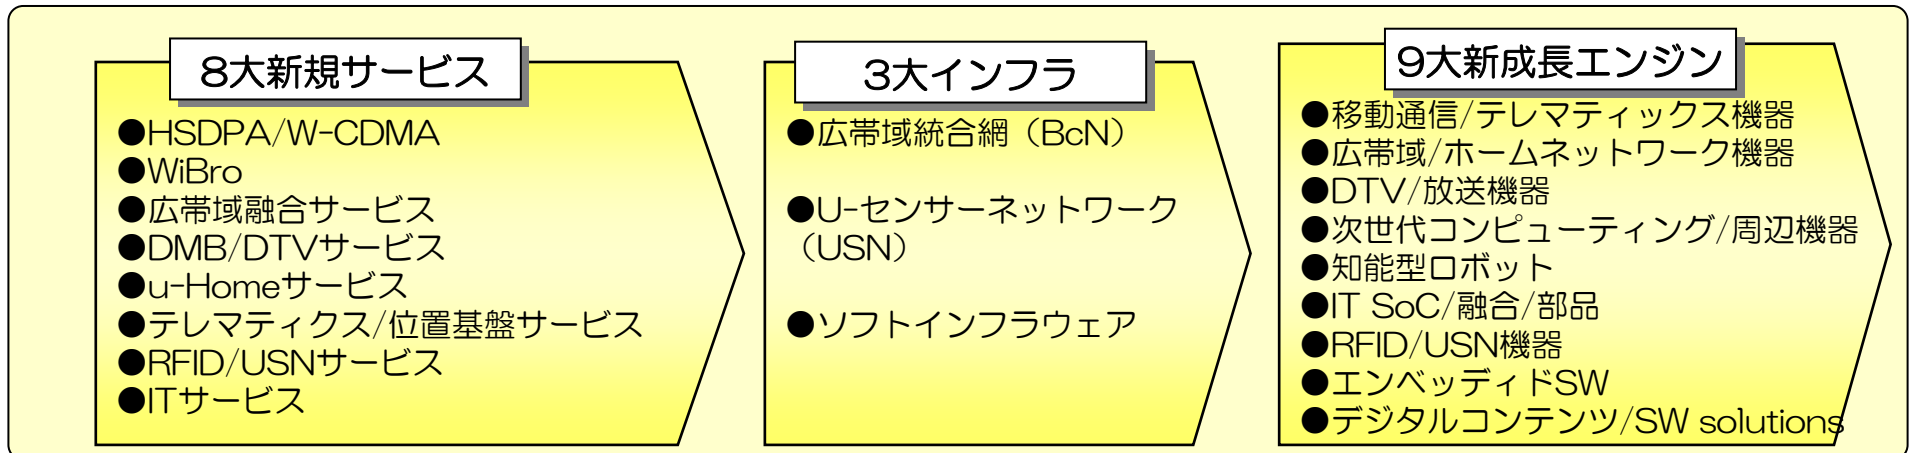 8大新規サービス
●HSDPA/W-CDMA
●WiBro
●広帯域融合サービス
●DMB/DTVサービス
●u-Homeサービス
●テレマティクス/位置基盤サービス
●RFID/USNサービス
●ITサービス
3大インフラ
●広帯域統合網（BcN）
●U-センサーネットワーク
（USN）
●ソフトインフラウェア
9大新成長エンジン
●移動通信/テレマティックス機器
●広帯域/ホームネットワーク機器
●DTV/放送機器
●次世代コンピューティング/周辺機器
●知能型ロボット
●IT SoC/融合/部品
●RFID/USN機器
●エンベッディドSW
●デジタルコンテンツ/SW solutions